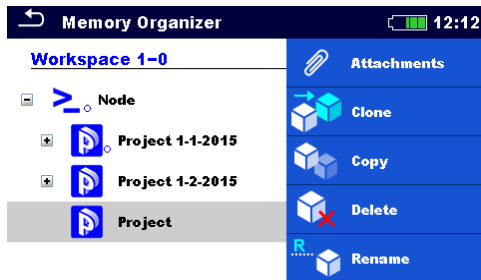 Memory Organizer
12:12
Workspace 1-0
Node
Project 1-1-2015
Project 1-2-2015
Project
Attachments
Clone
Copy
Delete
R
Rename